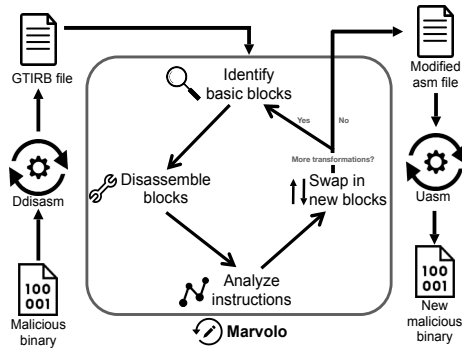 GTIRB file
Ddisasm
100
001
Malicious
binary
Identify
basic blocks
Yes
No
More transformations?
Disassemble
blocks
Swap in
new blocks
Analyze
instructions
Marvolo
Modified
asm file
Uasm
100
001
New
malicious
binary